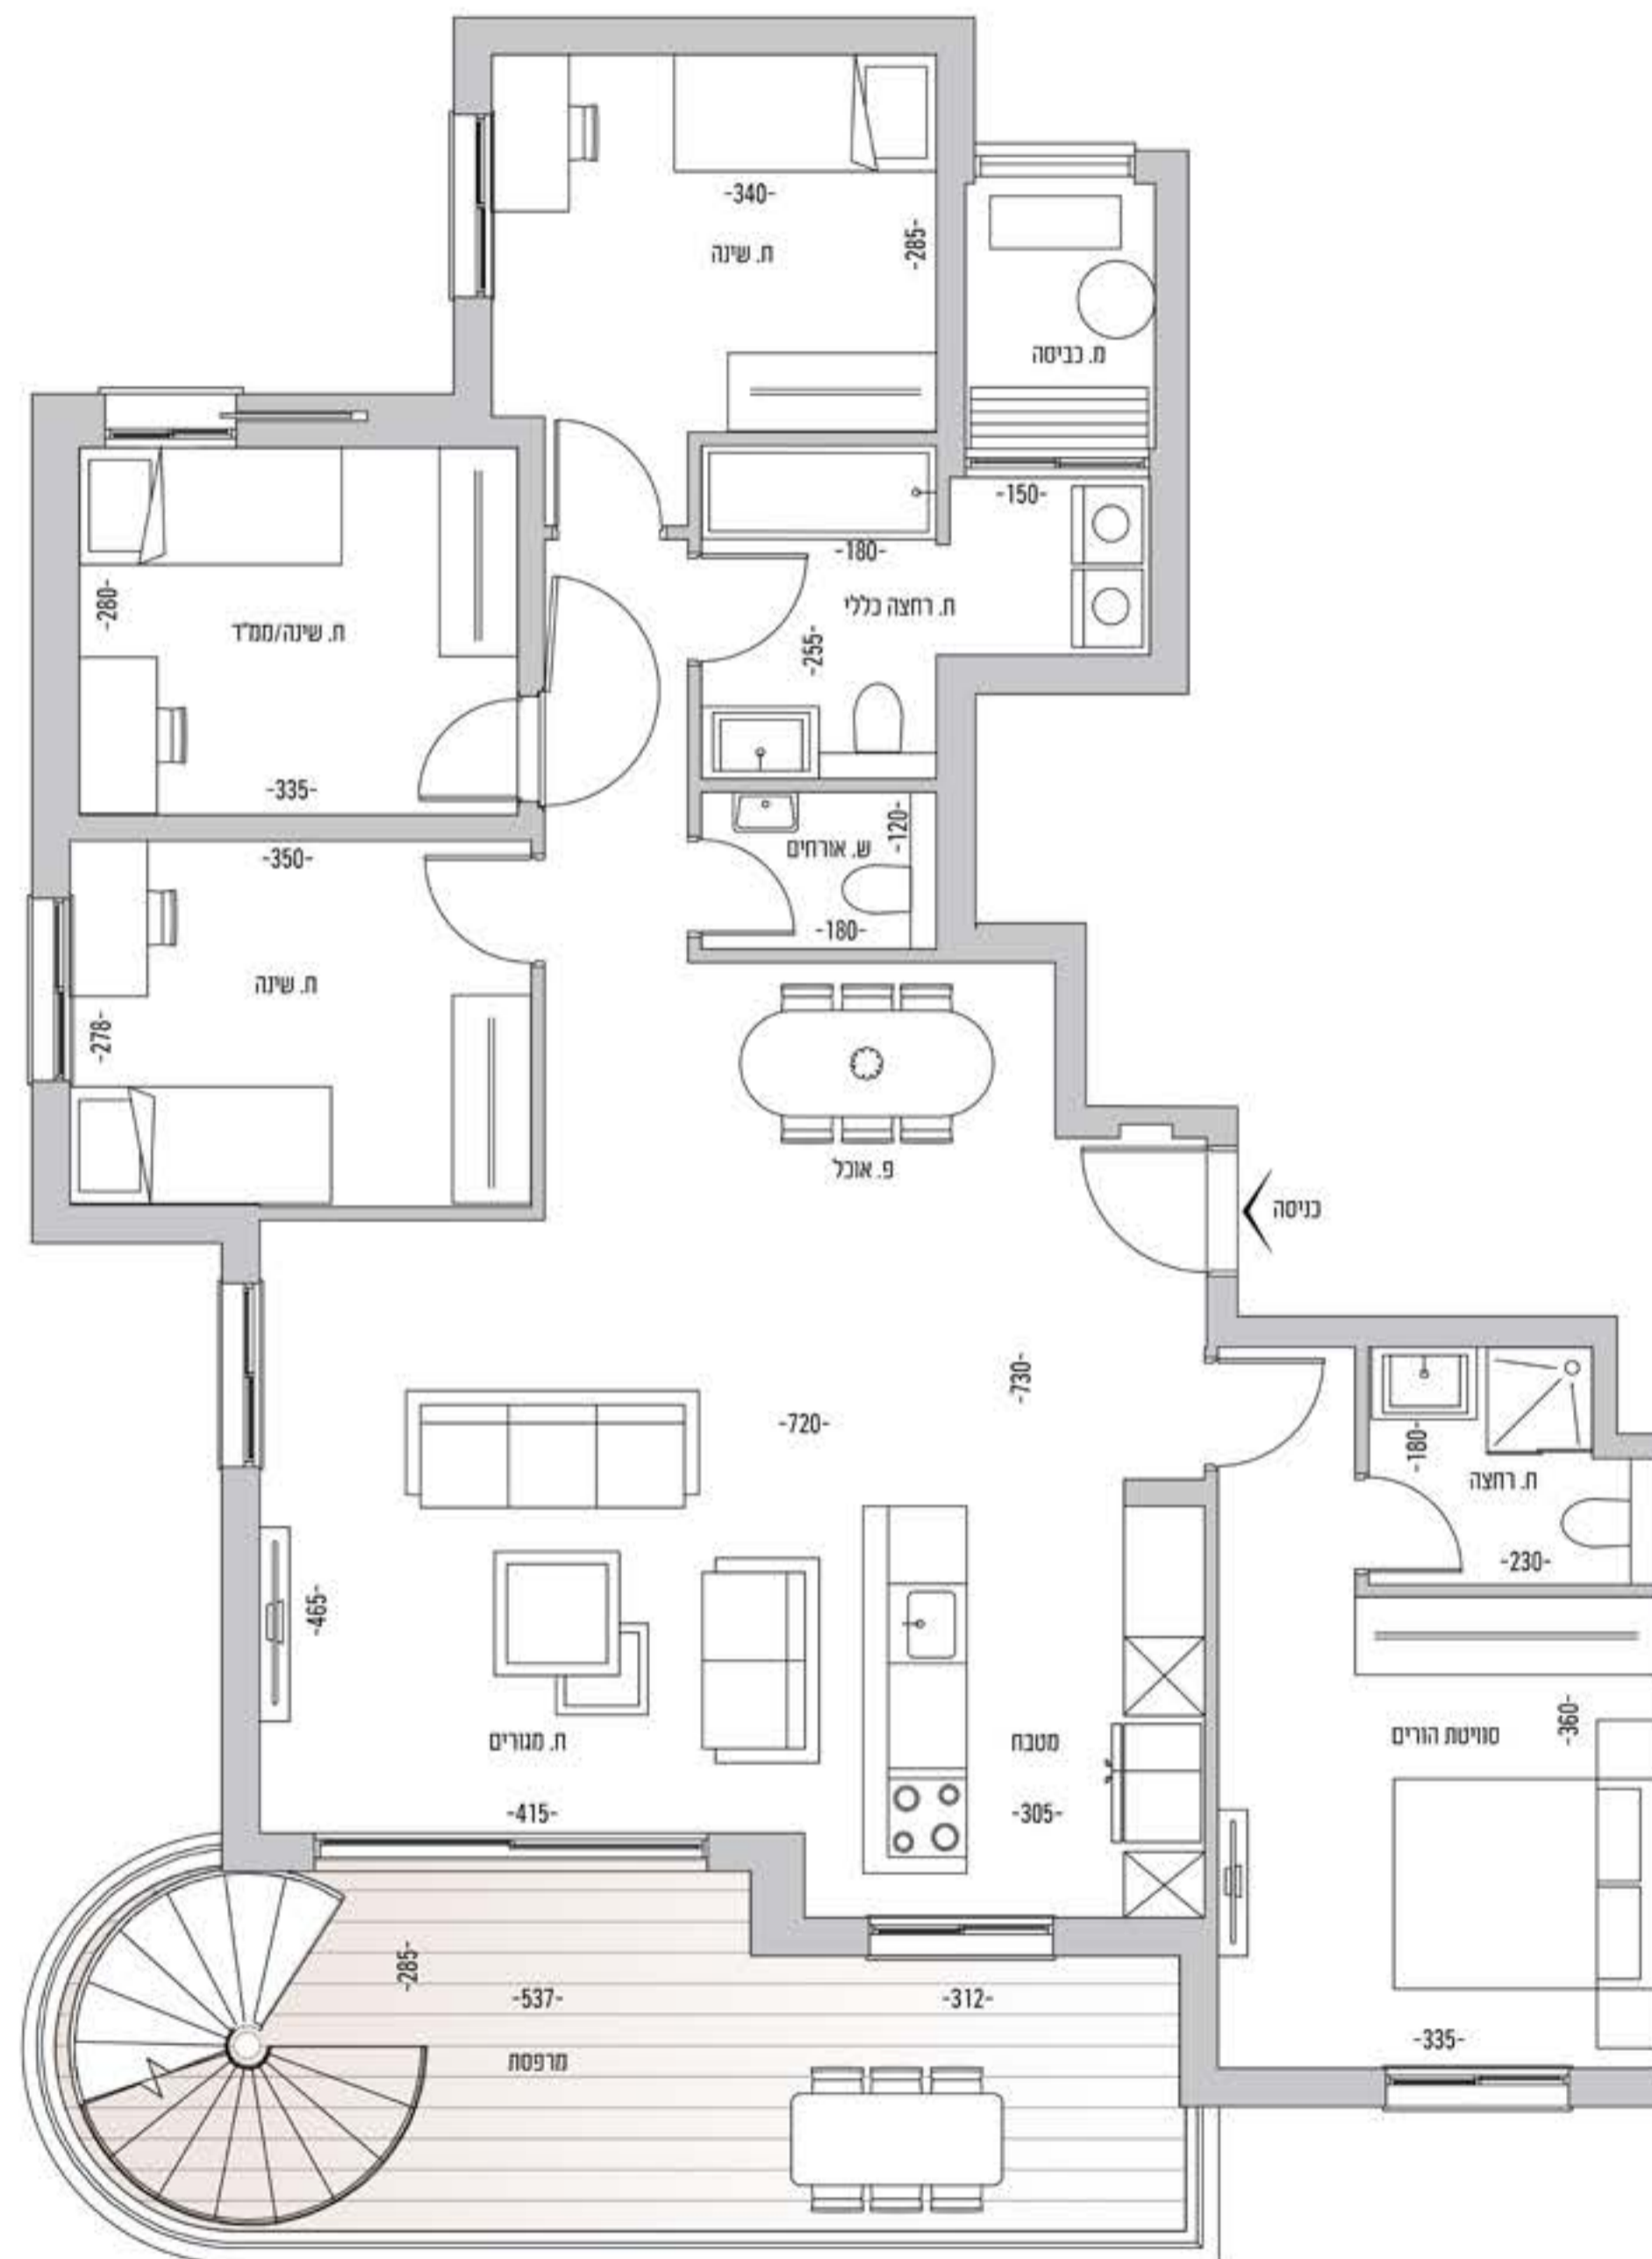 -340-
ח. שינה
-285-
מ. כביסה
-150-
-180-
ח. רחצה כללי
-255-
-280-
ח. שינה/ממ"ד
-335-
-350-
ש. אורחים
-120-
-180-
ח. שינה
-278-
פ. אוכל
כניסה
-730-
-720-
-180-
ח. רחצה
-230-
-465-
ח. מגורים
-415-
מטבח
-305-
סוויטת הורים
-360-
-335-
-285-
-537-
-312-
מרפסת